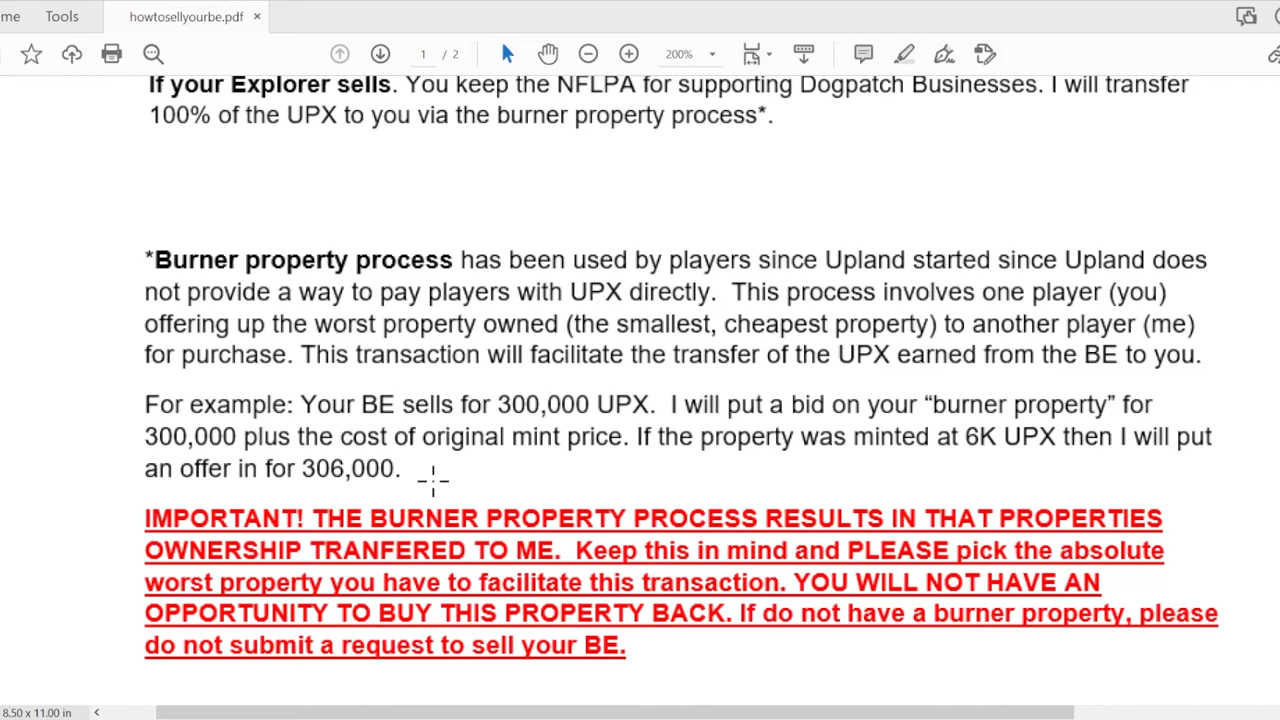 me Tools howtosellyourbe.pdf ×
1 / 2 200%
If your Explorer sells. You keep the NFLPA for supporting Dogpatch Businesses. I will transfer
100% of the UPX to you via the burner property process*.
*Burner property process has been used by players since Upland started since Upland does
not provide a way to pay players with UPX directly. This process involves one player (you)
offering up the worst property owned (the smallest, cheapest property) to another player (me)
for purchase. This transaction will facilitate the transfer of the UPX earned from the BE to you.
For example: Your BE sells for 300,000 UPX. I will put a bid on your “burner property” for
300,000 plus the cost of original mint price. If the property was minted at 6K UPX then I will put
an offer in for 306,000.
IMPORTANT! THE BURNER PROPERTY PROCESS RESULTS IN THAT PROPERTIES
OWNERSHIP TRANFERED TO ME. Keep this in mind and PLEASE pick the absolute
worst property you have to facilitate this transaction. YOU WILL NOT HAVE AN
OPPORTUNITY TO BUY THIS PROPERTY BACK. If do not have a burner property, please
do not submit a request to sell your BE.
8.50 x 11.00 in